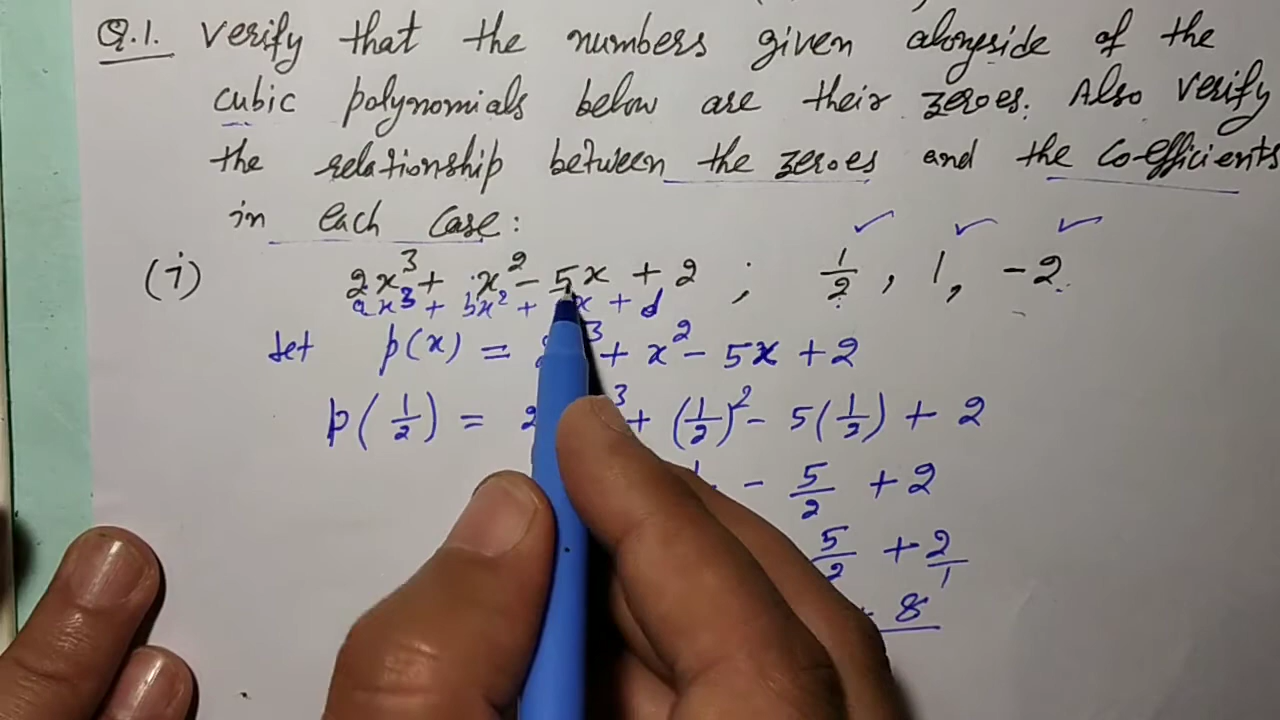 Q.1. Verify that the numbers given alongside of the
cubic polynomials below are their zeroes. Also verify
the relationship between the zeroes and the co-efficients
in each case:
(i) 2x³ + x² - 5x + 2 ; 1/2, 1, -2
ax³ + bx² + x + d
Let p(x) = x³ + x² - 5x + 2
p(1/2) = 2 ³ + (1/2)² - 5(1/2) + 2
- 5/2 + 2
5/2 + 2/1
8